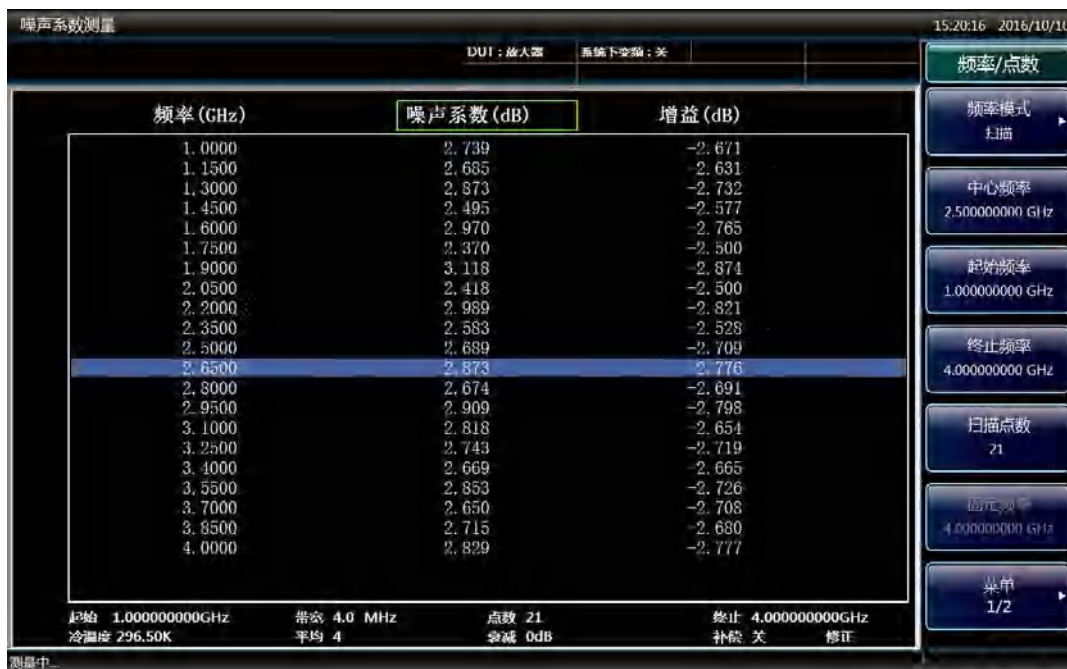 噪声系数测量
15:20:16 2016/10/10
DUT：放大器 系统下变频：关
频率/点数
频率(GHz) 噪声系数(dB) 增益(dB)
1.0000 2.739 -2.671
1.1500 2.685 -2.631
1.3000 2.873 -2.732
1.4500 2.495 -2.577
1.6000 2.970 -2.765
1.7500 2.370 -2.500
1.9000 3.118 -2.874
2.0500 2.418 -2.500
2.2000 2.989 -2.821
2.3500 2.583 -2.528
2.5000 2.689 -2.709
2.6500 2.873 -2.776
2.8000 2.674 -2.691
2.9500 2.909 -2.798
3.1000 2.818 -2.654
3.2500 2.743 -2.719
3.4000 2.669 -2.665
3.5500 2.853 -2.726
3.7000 2.650 -2.708
3.8500 2.715 -2.680
4.0000 2.829 -2.777
起始 1.000000000GHz 带宽 4.0 MHz 点数 21 终止 4.000000000GHz
冷温度 296.50K 平均 4 衰减 0dB 补偿 关 修正
测量中...
频率模式
扫描
中心频率
2.500000000 GHz
起始频率
1.000000000 GHz
终止频率
4.000000000 GHz
扫描点数
21
4.000000000 GHz
菜单
1/2